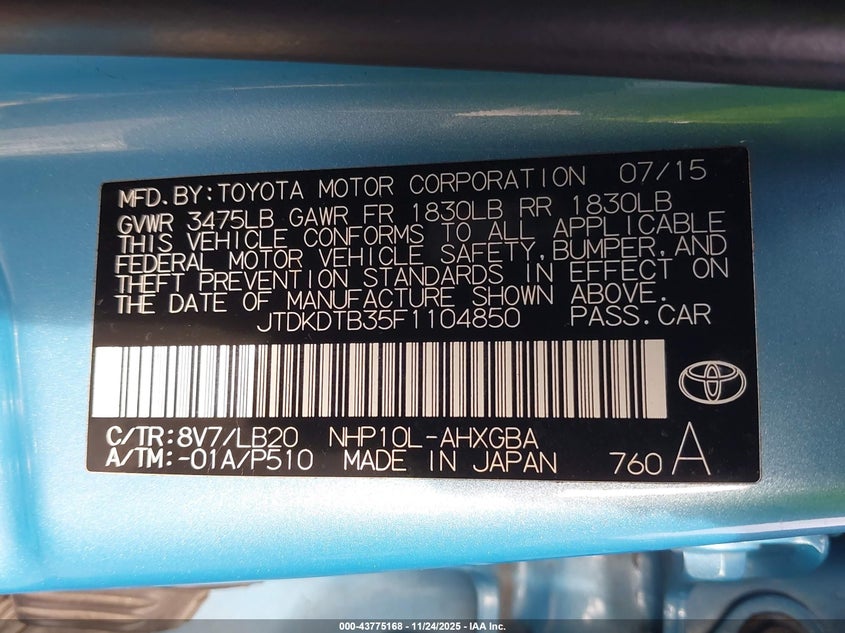 MFD.BY:TOYOTA MOTOR CORPORATION 07/15
GVWR 3475LB GAWR FR 1830LB RR 1830LB
THIS VEHICLE CONFORMS TO ALL APPLICABLE
FEDERAL MOTOR VEHICLE SAFETY,BUMPER,AND
THEFT PREVENTION STANDARDS IN EFFECT ON
THE DATE OF MANUFACTURE SHOWN ABOVE.
JTDKDTB35F1104850 PASS.CAR
C/TR:8V7/LB20 NHP10L-AHXGBA
A/TM:-01A/P510 MADE IN JAPAN 760 A
000-43775168 - 11/24/2025 - IAA Inc.